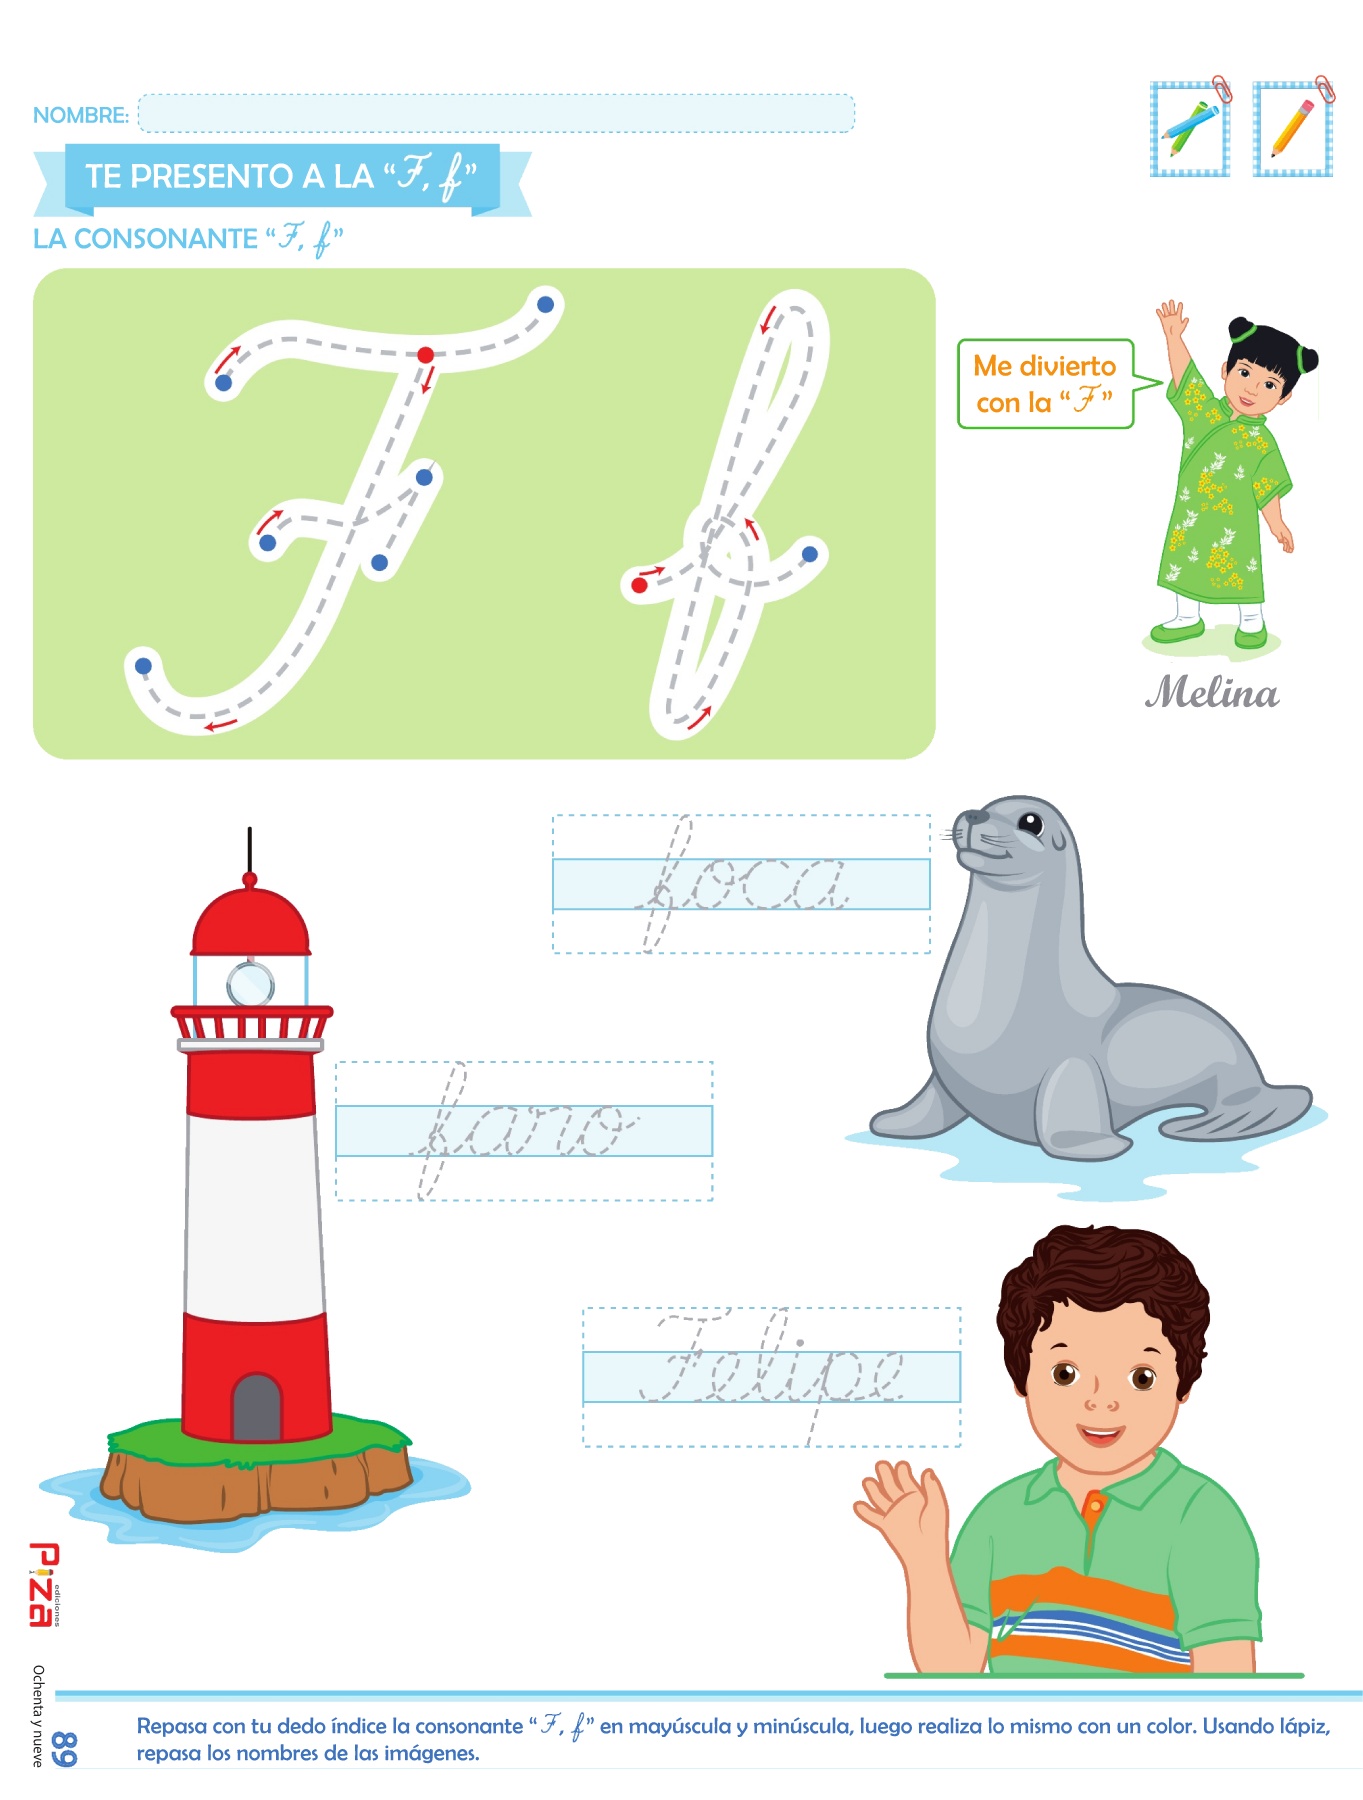 NOMBRE:
TE PRESENTO A LA “F, f”
LA CONSONANTE “F, f”
F f
Me divierto
con la “F”
Melina
foca
faro
Felipe
Piza
ediciones
Ochenta y nueve
89
Repasa con tu dedo índice la consonante “F, f” en mayúscula y minúscula, luego realiza lo mismo con un color. Usando lápiz,
repasa los nombres de las imágenes.